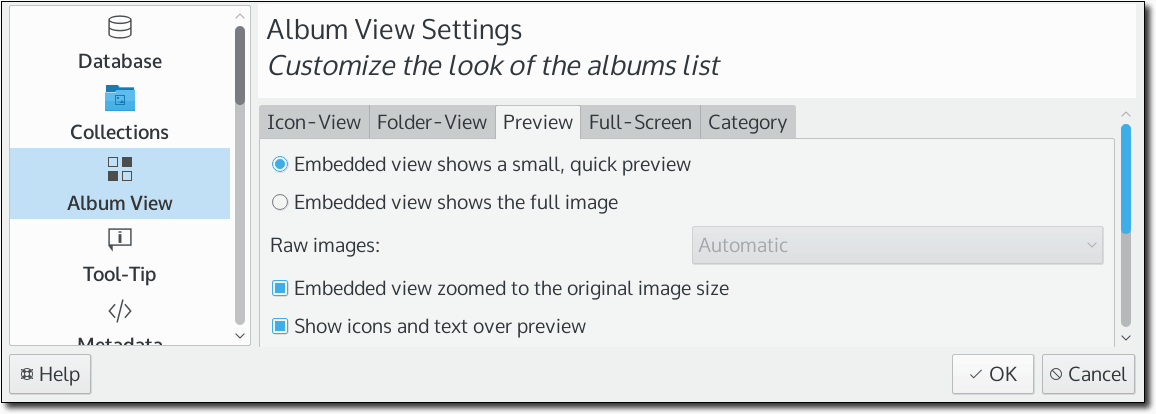 Database
Collections
Album View
Tool-Tip
Metadata
Album View Settings
Customize the look of the albums list
Icon-View Folder-View Preview Full-Screen Category
Embedded view shows a small, quick preview
Embedded view shows the full image
Raw images: Automatic
Embedded view zoomed to the original image size
Show icons and text over preview
Help OK Cancel